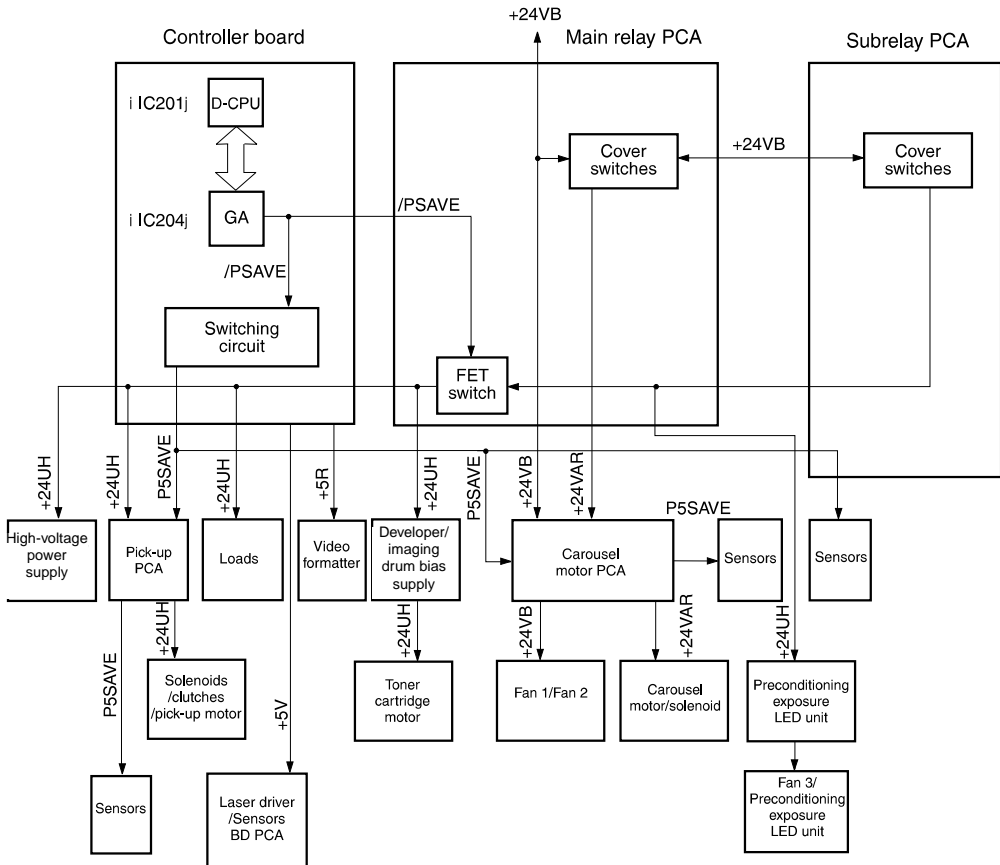 +24VB
Controller board
Main relay PCA
Subrelay PCA
¡ IC201¡
D-CPU
Cover
switches
+24VB
Cover
switches
¡ IC204¡
GA
/PSAVE
/PSAVE
Switching
circuit
FET
switch
+24UH
+24UH
P5SAVE
+24UH
+5R
+24UH
P5SAVE
+24VB
+24VAR
P5SAVE
High-voltage
power
supply
Pick-up
PCA
Loads
Video
formatter
Developer/
imaging
drum bias
supply
Carousel
motor PCA
Sensors
Sensors
P5SAVE
+24UH
+5V
+24UH
+24VB
+24VAR
+24UH
Solenoids
/clutches
/pick-up motor
Toner
cartridge
motor
Fan 1/Fan 2
Carousel
motor/solenoid
Preconditioning
exposure
LED unit
Sensors
Laser driver
/Sensors
BD PCA
Fan 3/
Preconditioning
exposure
LED unit